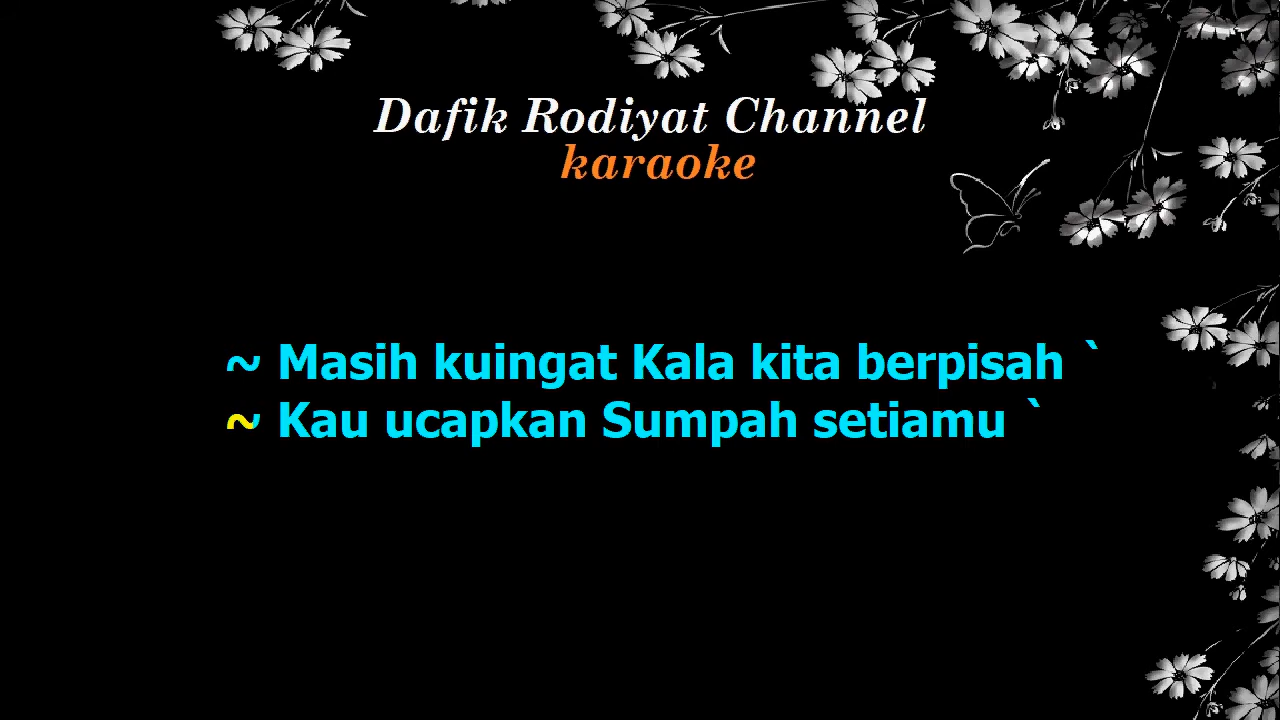 Dafik Rodiyat Channel
karaoke
~ Masih kuingat Kala kita berpisah `
~ Kau ucapkan Sumpah setiamu `